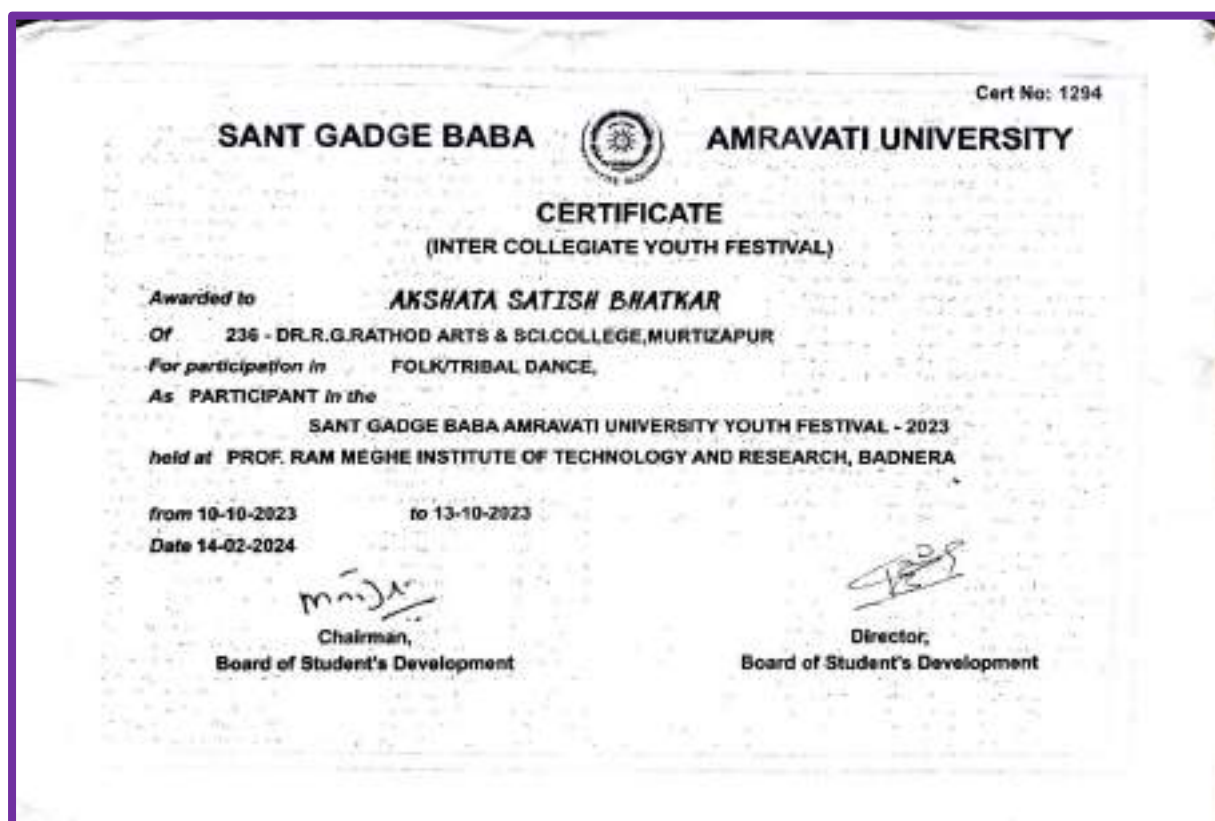 Cert No: 1294
SANT GADGE BABA AMRAVATI UNIVERSITY
CERTIFICATE
(INTER COLLEGIATE YOUTH FESTIVAL)
Awarded to AKSHATA SATISH BHATKAR
Of 236 - DR.R.G.RATHOD ARTS & SCI.COLLEGE,MURTIZAPUR
For participation in FOLK/TRIBAL DANCE,
As PARTICIPANT in the
SANT GADGE BABA AMRAVATI UNIVERSITY YOUTH FESTIVAL - 2023
held at PROF. RAM MEGHE INSTITUTE OF TECHNOLOGY AND RESEARCH, BADNERA
from 10-10-2023 to 13-10-2023
Date 14-02-2024
Chairman, Director,
Board of Student's Development Board of Student's Development